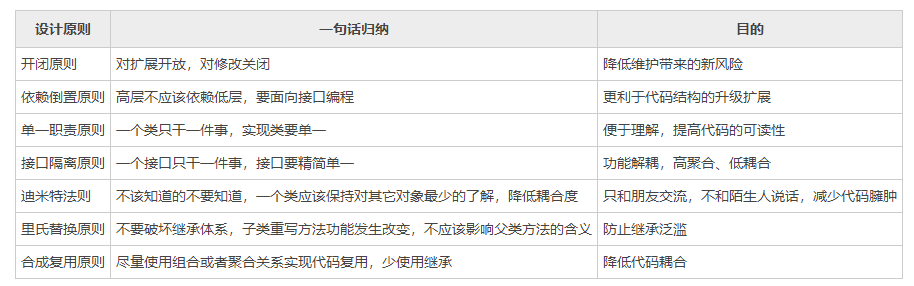 设计原则 一句话归纳 目的
开闭原则 对扩展开放，对修改关闭 降低维护带来的新风险
依赖倒置原则 高层不应该依赖低层，要面向接口编程 更利于代码结构的升级扩展
单一职责原则 一个类只干一件事，实现类要单一 便于理解，提高代码的可读性
接口隔离原则 一个接口只干一件事，接口要精简单一 功能解耦，高聚合、低耦合
迪米特法则 不该知道的不要知道，一个类应该保持对其它对象最少的了解，降低耦合度 只和朋友交流，不和陌生人说话，减少代码臃肿
里氏替换原则 不要破坏继承体系，子类重写方法功能发生改变，不应该影响父类方法的含义 防止继承泛滥
合成复用原则 尽量使用组合或者聚合关系实现代码复用，少使用继承 降低代码耦合